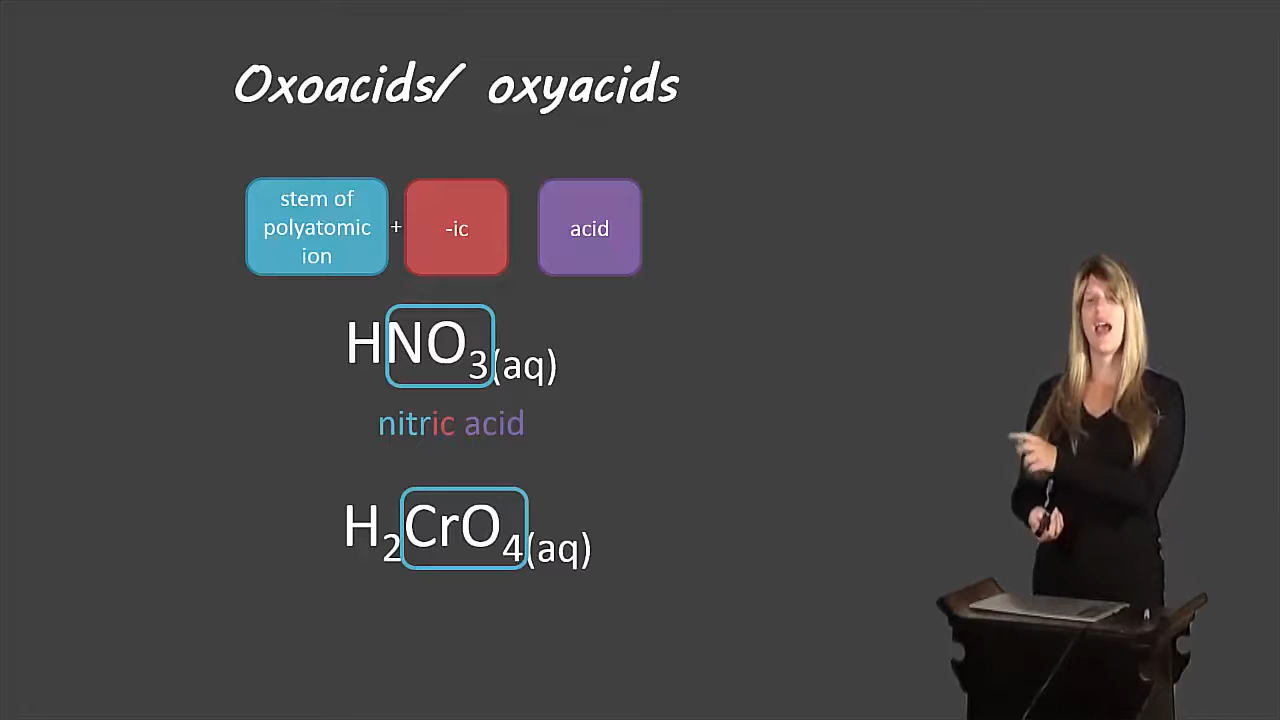 Oxoacids/ oxyacids
stem of
polyatomic
ion
+
-ic
acid
HNO3(aq)
nitric acid
H2CrO4(aq)